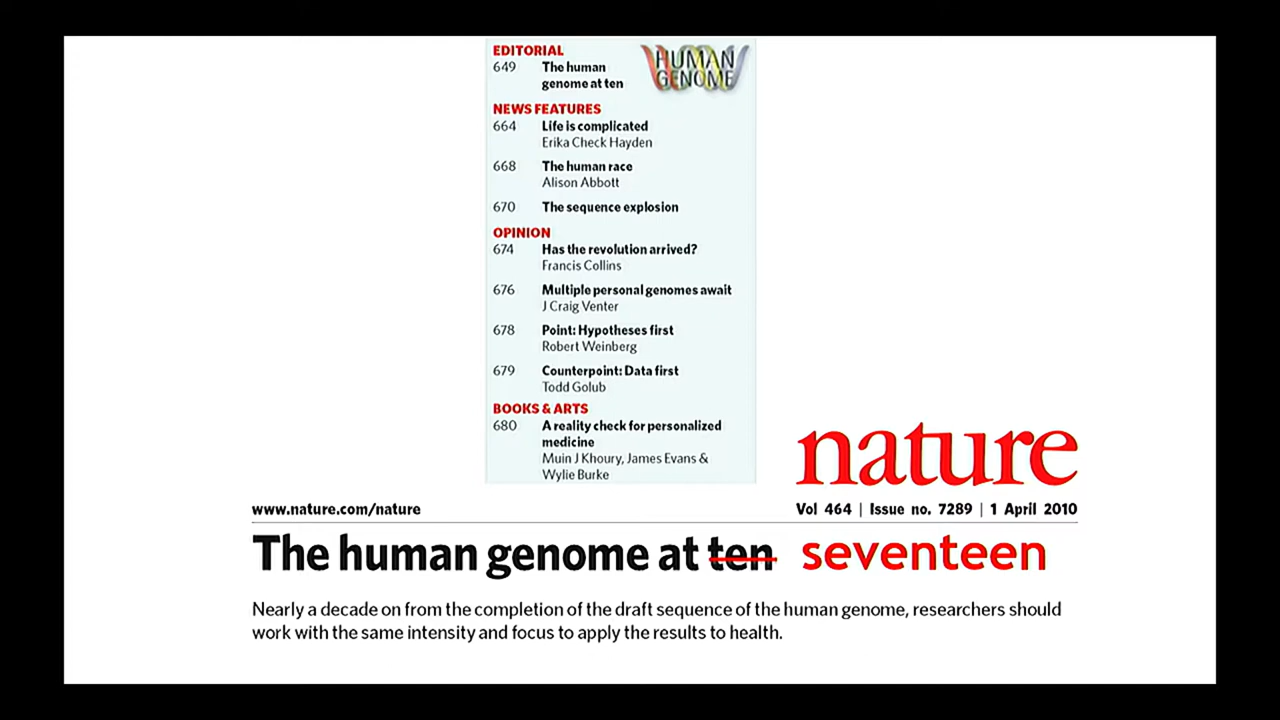 EDITORIAL
HUMAN
GENOME
649 The human
genome at ten
NEWS FEATURES
664 Life is complicated
Erika Check Hayden
668 The human race
Alison Abbott
670 The sequence explosion
OPINION
674 Has the revolution arrived?
Francis Collins
676 Multiple personal genomes await
J Craig Venter
678 Point: Hypotheses first
Robert Weinberg
679 Counterpoint: Data first
Todd Golub
BOOKS & ARTS
680 A reality check for personalized
medicine
Muin J Khoury, James Evans &
Wylie Burke
nature
www.nature.com/nature
Vol 464 | Issue no. 7289 | 1 April 2010
The human genome at ten seventeen
Nearly a decade on from the completion of the draft sequence of the human genome, researchers should
work with the same intensity and focus to apply the results to health.